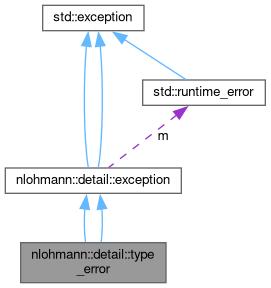 std::exception
std::runtime_error
m
nlohmann::detail::exception
nlohmann::detail::type
_error